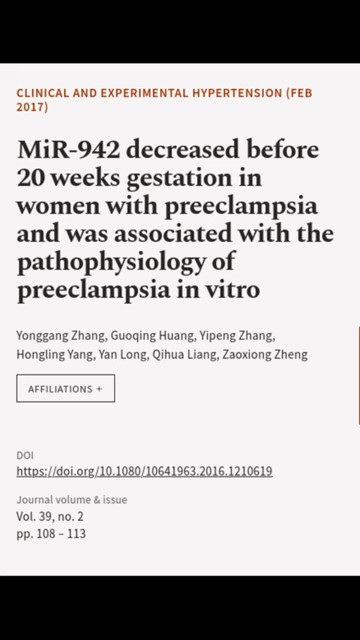 CLINICAL AND EXPERIMENTAL HYPERTENSION (FEB
2017)
MiR-942 decreased before
20 weeks gestation in
women with preeclampsia
and was associated with the
pathophysiology of
preeclampsia in vitro
Yonggang Zhang, Guoqing Huang, Yipeng Zhang,
Hongling Yang, Yan Long, Qihua Liang, Zaoxiong Zheng
AFFILIATIONS +
DOI
https://doi.org/10.1080/10641963.2016.1210619
Journal volume & issue
Vol. 39, no. 2
pp. 108 – 113